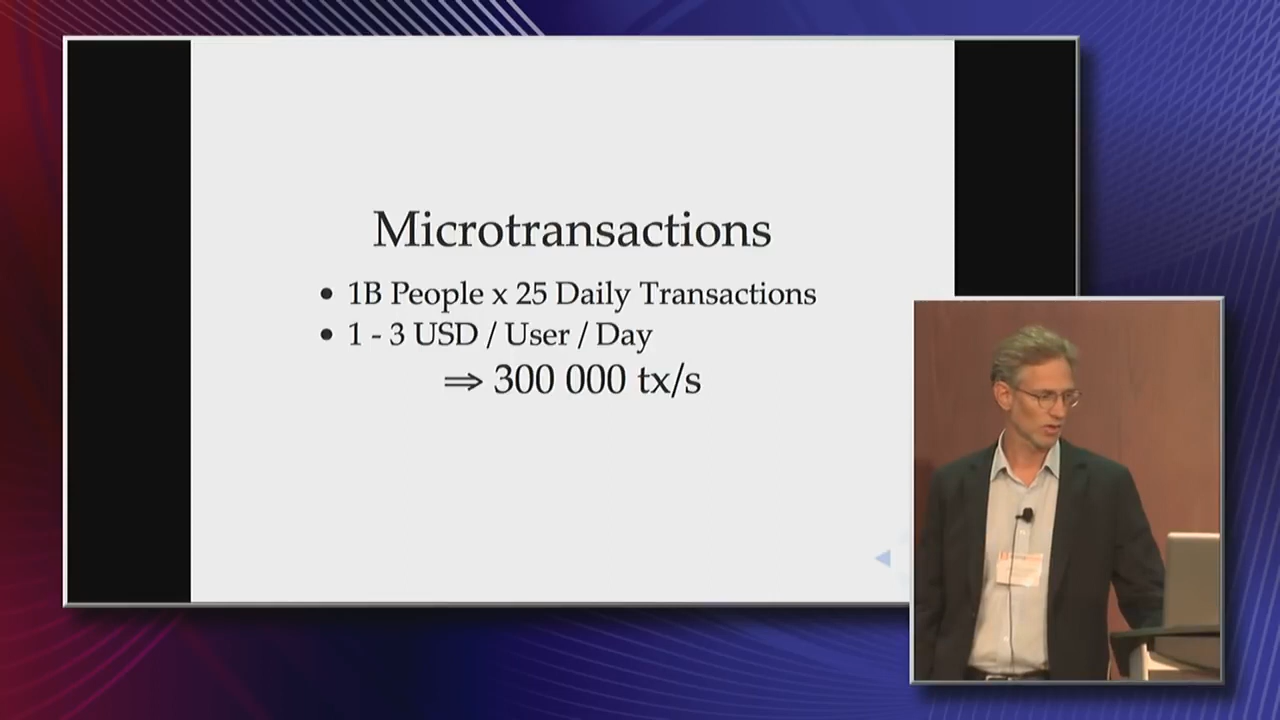 Microtransactions
• 1B People x 25 Daily Transactions
• 1 - 3 USD / User / Day
⇒ 300 000 tx/s